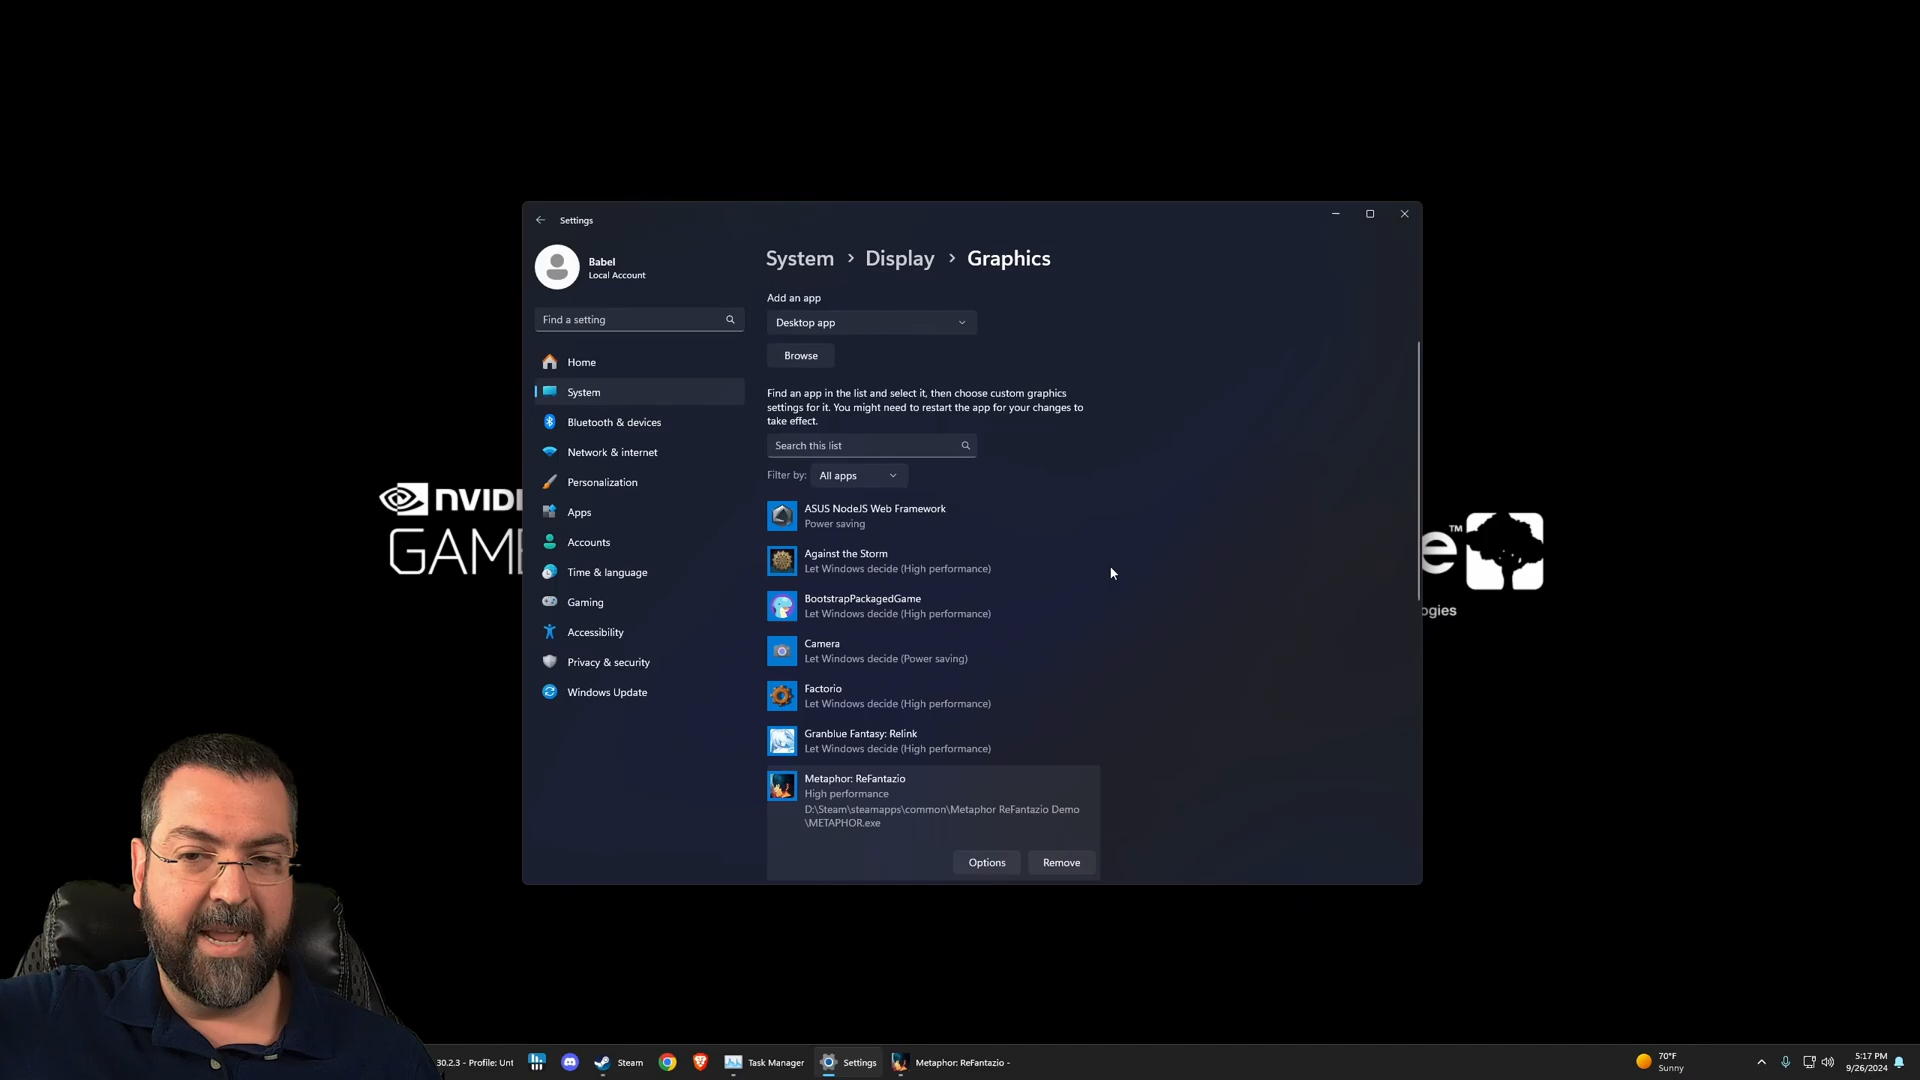 Settings
Babel
Local Account
Find a setting
Home
System
Bluetooth & devices
Network & internet
Personalization
Apps
Accounts
Time & language
Gaming
Accessibility
Privacy & security
Windows Update
System > Display > Graphics
Add an app
Desktop app
Browse
Find an app in the list and select it, then choose custom graphics
settings for it. You might need to restart the app for your changes to
take effect.
Search this list
Filter by: All apps
ASUS NodeJS Web Framework
Power saving
Against the Storm
Let Windows decide (High performance)
BootstrapPackagedGame
Let Windows decide (High performance)
Camera
Let Windows decide (Power saving)
Factorio
Let Windows decide (High performance)
Granblue Fantasy: Relink
Let Windows decide (High performance)
Metaphor: ReFantazio
High performance
D:\Steam\steamapps\common\Metaphor ReFantazio Demo
\METAPHOR.exe
Options Remove
NVIDI
GAME
e™
ogies
30.2.3 - Profile: Unt
Steam
Task Manager
Settings
Metaphor: ReFantazio -
70°F
Sunny
5:17 PM
9/26/2024